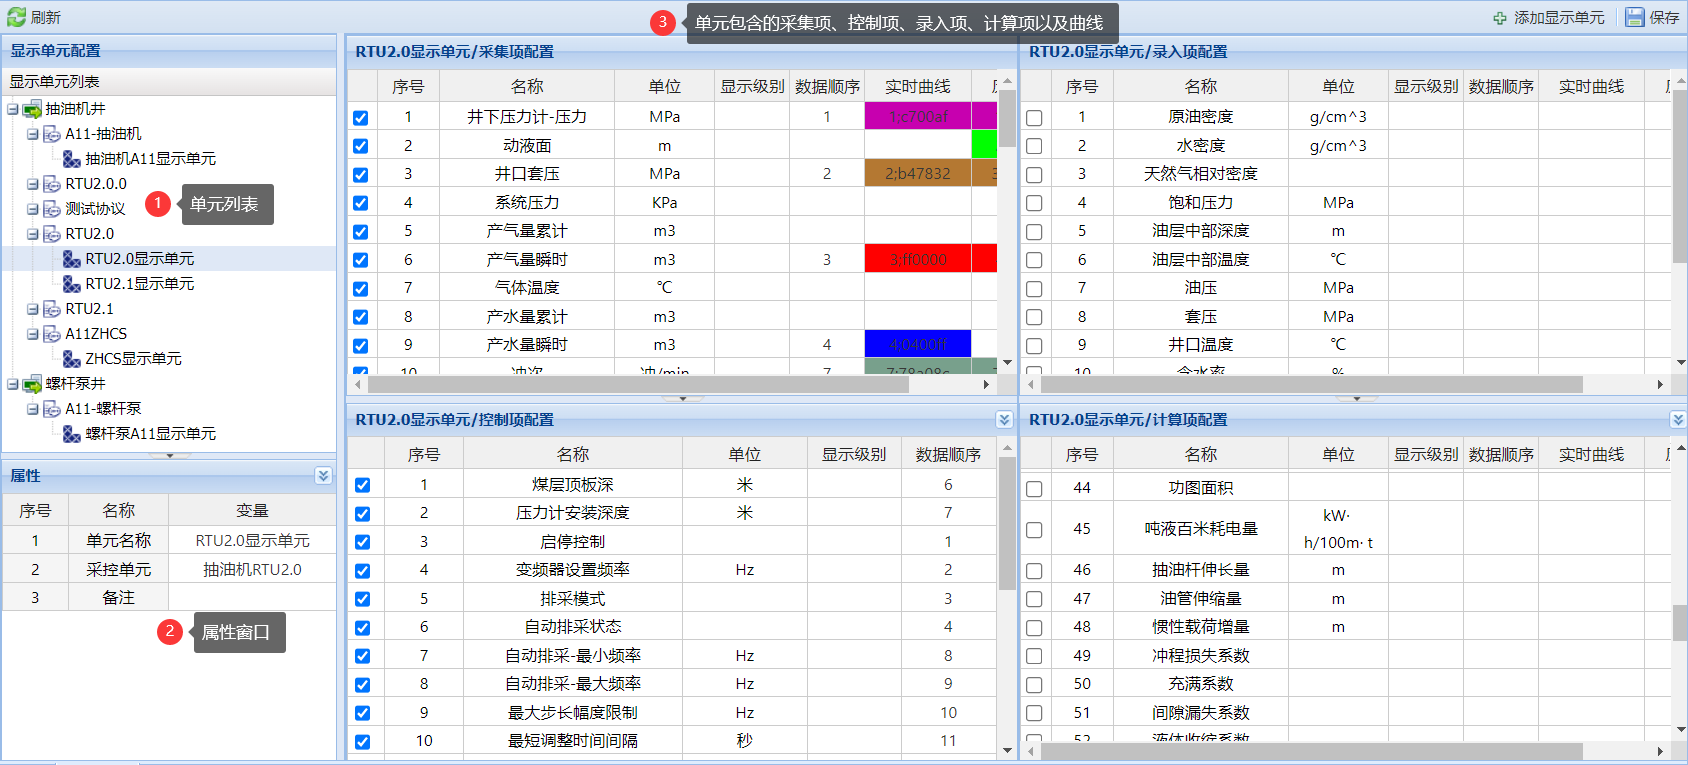 刷新
3
单元包含的采集项、控制项、录入项、计算项以及曲线
添加显示单元
保存
显示单元配置
显示单元列表
抽油机井
A11-抽油机
抽油机A11显示单元
RTU2.0.0
测试协议
RTU2.0
RTU2.0显示单元
RTU2.1显示单元
RTU2.1
A11ZHCS
ZHCS显示单元
螺杆泵井
A11-螺杆泵
螺杆泵A11显示单元
1
单元列表
属性
序号 名称 变量
1 单元名称 RTU2.0显示单元
2 采控单元 抽油机RTU2.0
3 备注
2
属性窗口
RTU2.0显示单元/采集项配置
序号 名称 单位 显示级别 数据顺序 实时曲线
1 井下压力计-压力 MPa 1 1;c700af
2 动液面 m
3 井口套压 MPa 2 2;b47832 3
4 系统压力 KPa
5 产气量累计 m3
6 产气量瞬时 m3 3 3;ff0000
7 气体温度 ℃
8 产水量累计 m3
9 产水量瞬时 m3 4 4;0400ff
10 冲次 冲/min 7 7;78a08c
RTU2.0显示单元/录入项配置
序号 名称 单位 显示级别 数据顺序 实时曲线
1 原油密度 g/cm^3
2 水密度 g/cm^3
3 天然气相对密度
4 饱和压力 MPa
5 油层中部深度 m
6 油层中部温度 ℃
7 油压 MPa
8 套压 MPa
9 井口温度 ℃
10 含水率 %
RTU2.0显示单元/控制项配置
序号 名称 单位 显示级别 数据顺序
1 煤层顶板深 米 6
2 压力计安装深度 米 7
3 启停控制 1
4 变频器设置频率 Hz 2
5 排采模式 3
6 自动排采状态 4
7 自动排采-最小频率 Hz 8
8 自动排采-最大频率 Hz 9
9 最大步长幅度限制 Hz 10
10 最短调整时间间隔 秒 11
RTU2.0显示单元/计算项配置
序号 名称 单位 显示级别 数据顺序 实时曲线
44 功图面积
45 吨液百米耗电量 kW·
h/100m·t
46 抽油杆伸长量 m
47 油管伸缩量 m
48 惯性载荷增量 m
49 冲程损失系数
50 充满系数
51 间隙漏失系数
52 液体收缩系数